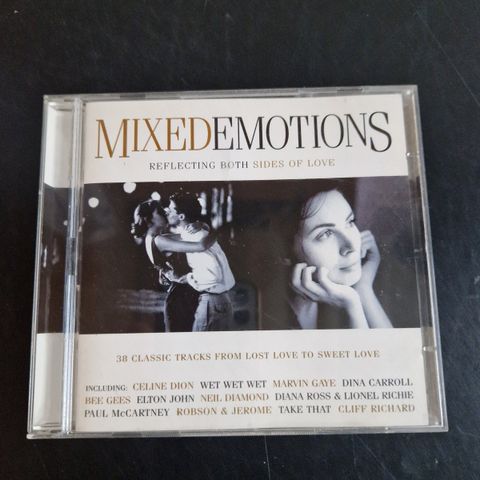 MIXEDEMOTIONS
REFLECTING BOTH SIDES OF LOVE
38 CLASSIC TRACKS FROM LOST LOVE TO SWEET LOVE
INCLUDING: CELINE DION WET WET WET MARVIN GAYE DINA CARROLL
BEE GEES ELTON JOHN NEIL DIAMOND DIANA ROSS & LIONEL RICHIE
PAUL McCARTNEY ROBSON & JEROME TAKE THAT CLIFF RICHARD